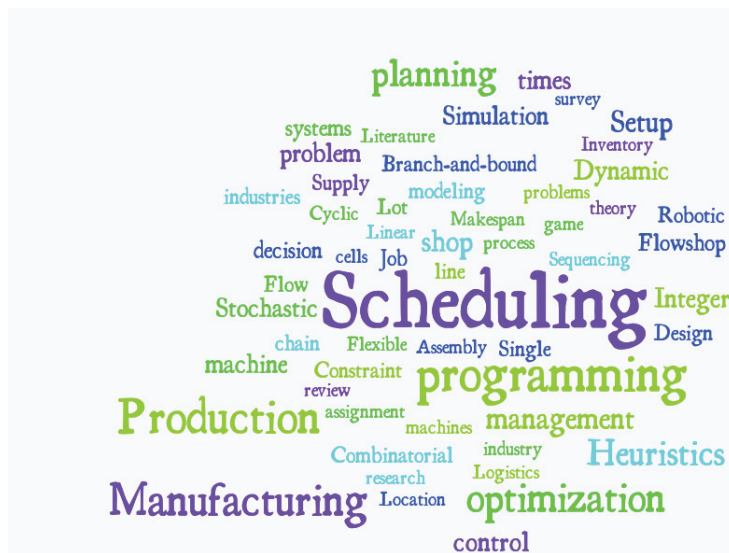 planning times
survey
Simulation Setup
systems Literature
problem Branch-and-bound Inventory
Supply Dynamic
industries modeling problems
Cyclic Lot Makespan theory Robotic
Linear shop process game Flowshop
decision cells Job Sequencing
Flow line
Stochastic Scheduling Integer
Design
chain Flexible Assembly Single
machine Constraint programming
review
Production assignment machines management
Combinatorial industry Heuristics
research Logistics
Manufacturing Location optimization
control